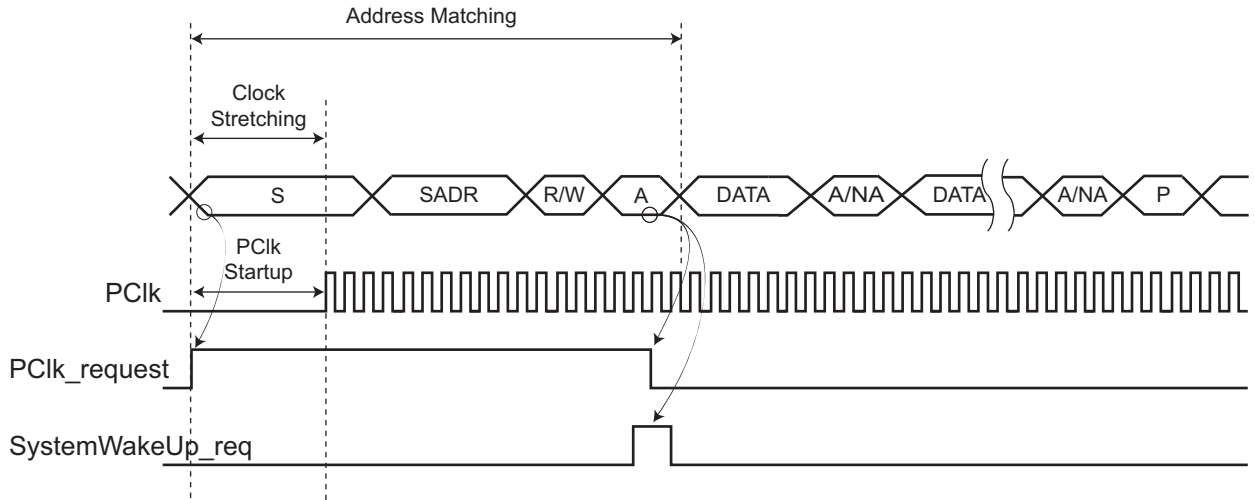 Address Matching
Clock
Stretching
S SADR R/W A DATA A/NA DATA A/NA P
PClk
Startup
PClk
PClk_request
SystemWakeUp_req